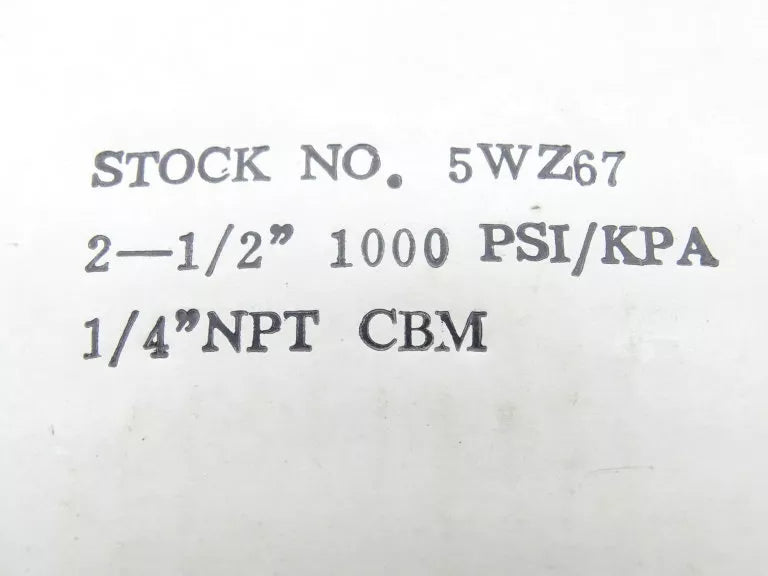 STOCK NO. 5WZ67
2—1/2” 1000 PSI/KPA
1/4”NPT CBM